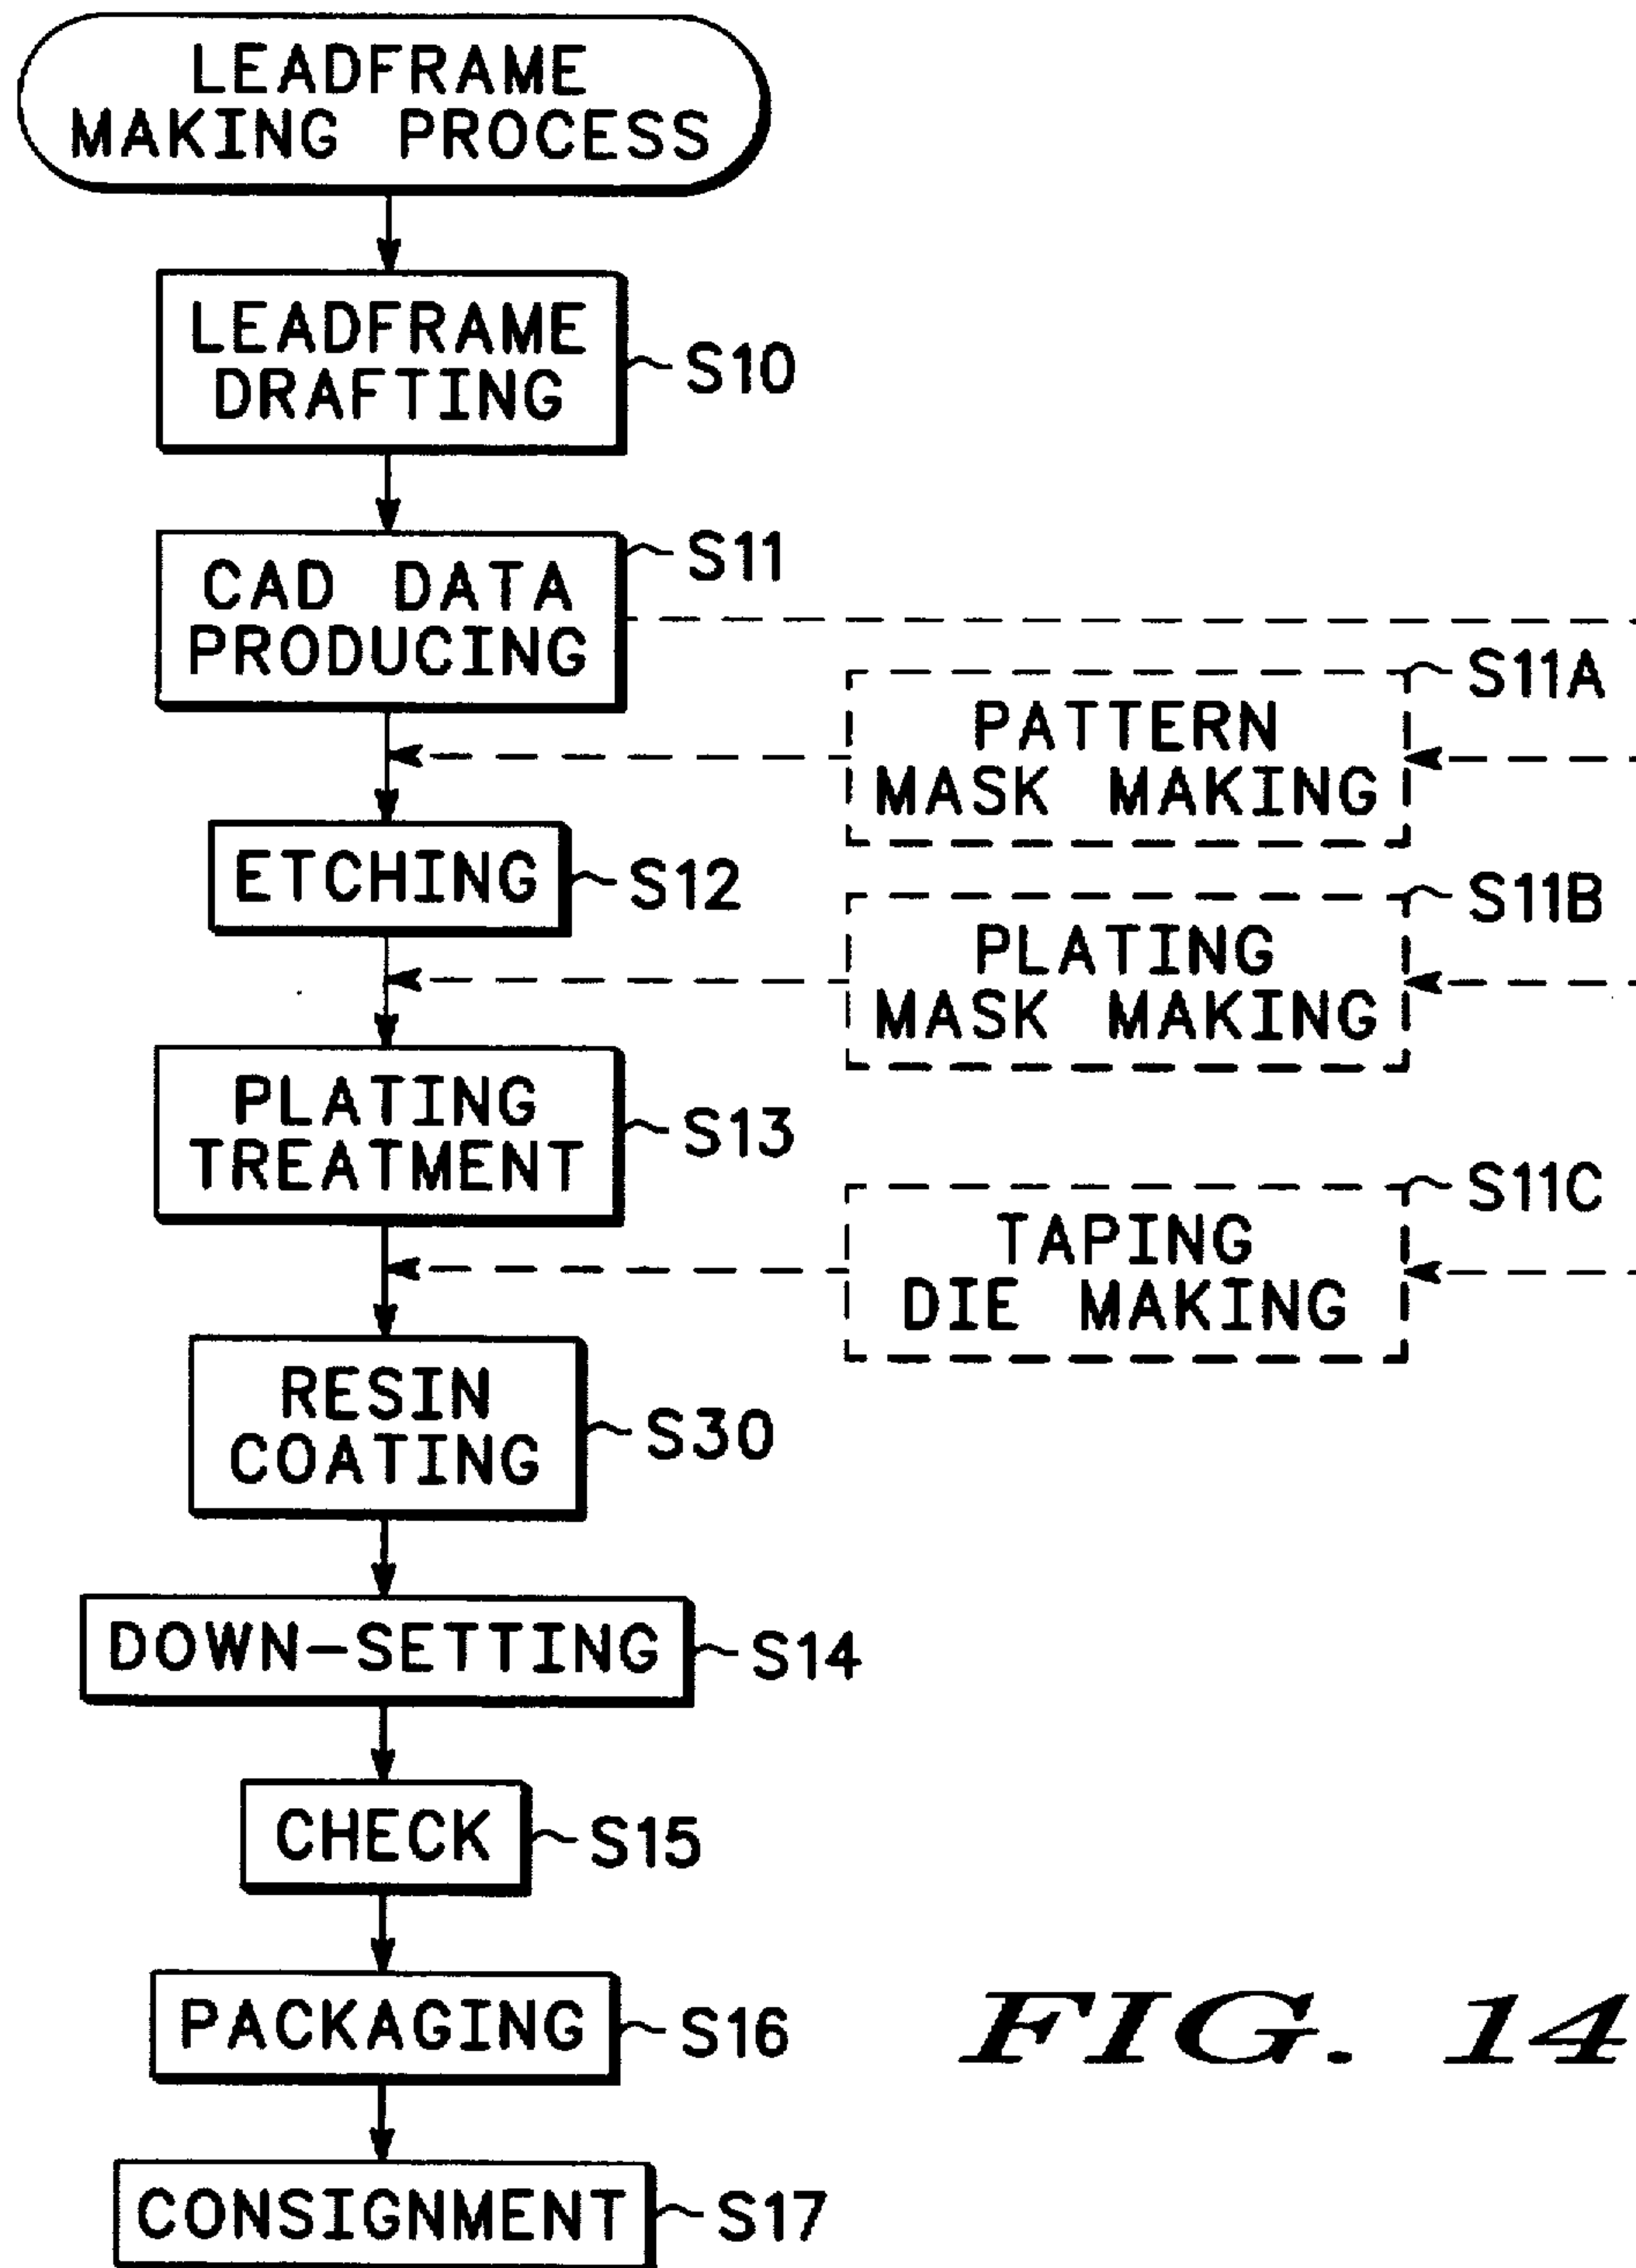 LEADFRAME
MAKING PROCESS
LEADFRAME
DRAFTING
S10
CAD DATA
PRODUCING
S11
PATTERN
MASK MAKING
S11A
ETCHING
S12
PLATING
MASK MAKING
S11B
PLATING
TREATMENT
S13
TAPING
DIE MAKING
S11C
RESIN
COATING
S30
DOWN-SETTING
S14
CHECK
S15
PACKAGING
S16
FIG. 14
CONSIGNMENT
S17